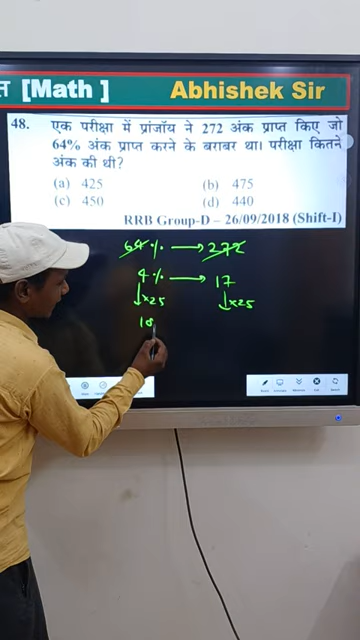 त [Math] Abhishek Sir
48. एक परीक्षा में प्रांजॉय ने 272 अंक प्राप्त किए जो
64% अंक प्राप्त करने के बराबर था। परीक्षा कितने
अंक की थी?
(a) 425 (b) 475
(c) 450 (d) 440
RRB Group-D – 26/09/2018 (Shift-I)
64 % → 272
4 % → 17
↓×25 ↓×25
10